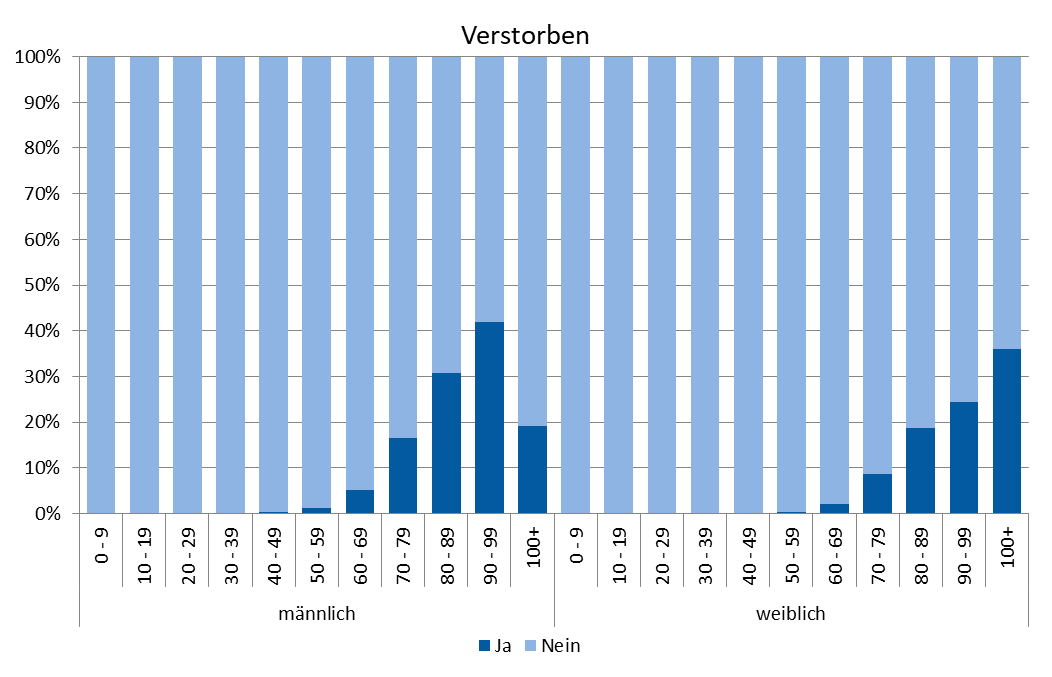 Verstorben
100%
90%
80%
70%
60%
50%
40%
30%
20%
10%
0%
0 - 9
10 - 19
20 - 29
30 - 39
40 - 49
50 - 59
60 - 69
70 - 79
80 - 89
90 - 99
100+
0 - 9
10 - 19
20 - 29
30 - 39
40 - 49
50 - 59
60 - 69
70 - 79
80 - 89
90 - 99
100+
männlich
weiblich
Ja
Nein